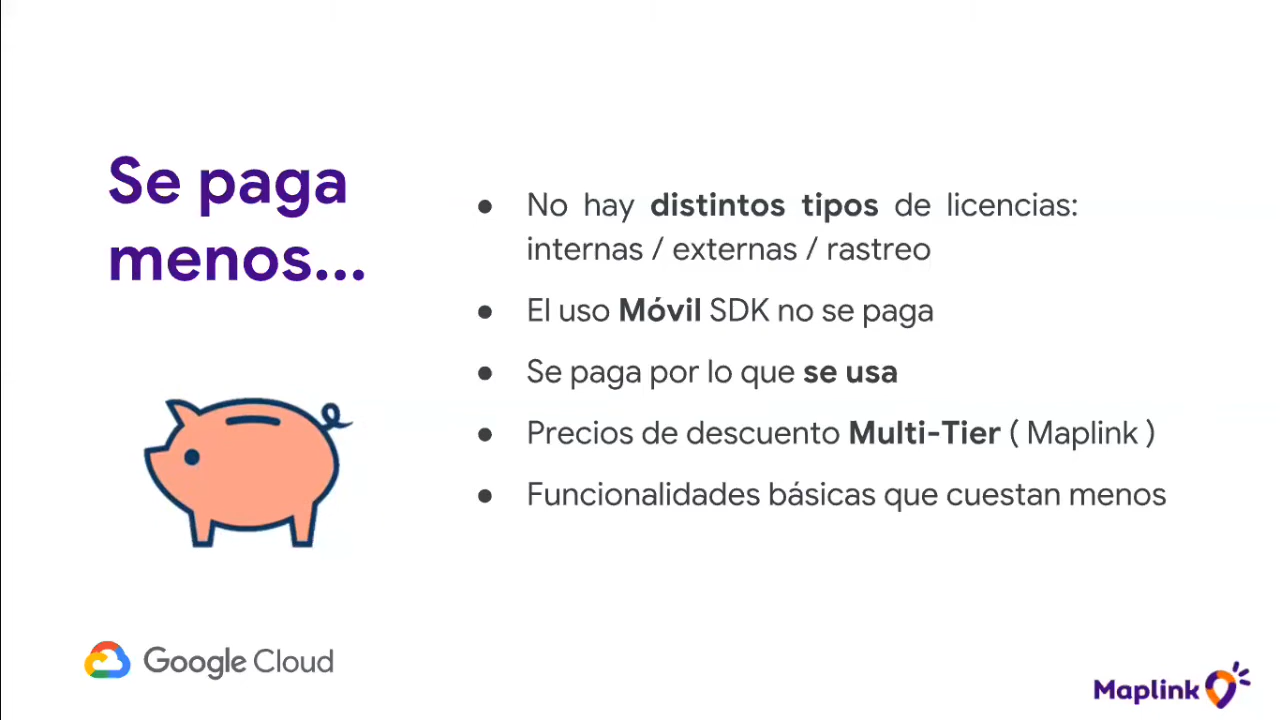 Se paga
menos...
● No hay distintos tipos de licencias:
internas / externas / rastreo
● El uso Móvil SDK no se paga
● Se paga por lo que se usa
● Precios de descuento Multi-Tier ( Maplink )
● Funcionalidades básicas que cuestan menos
Google Cloud
Maplink